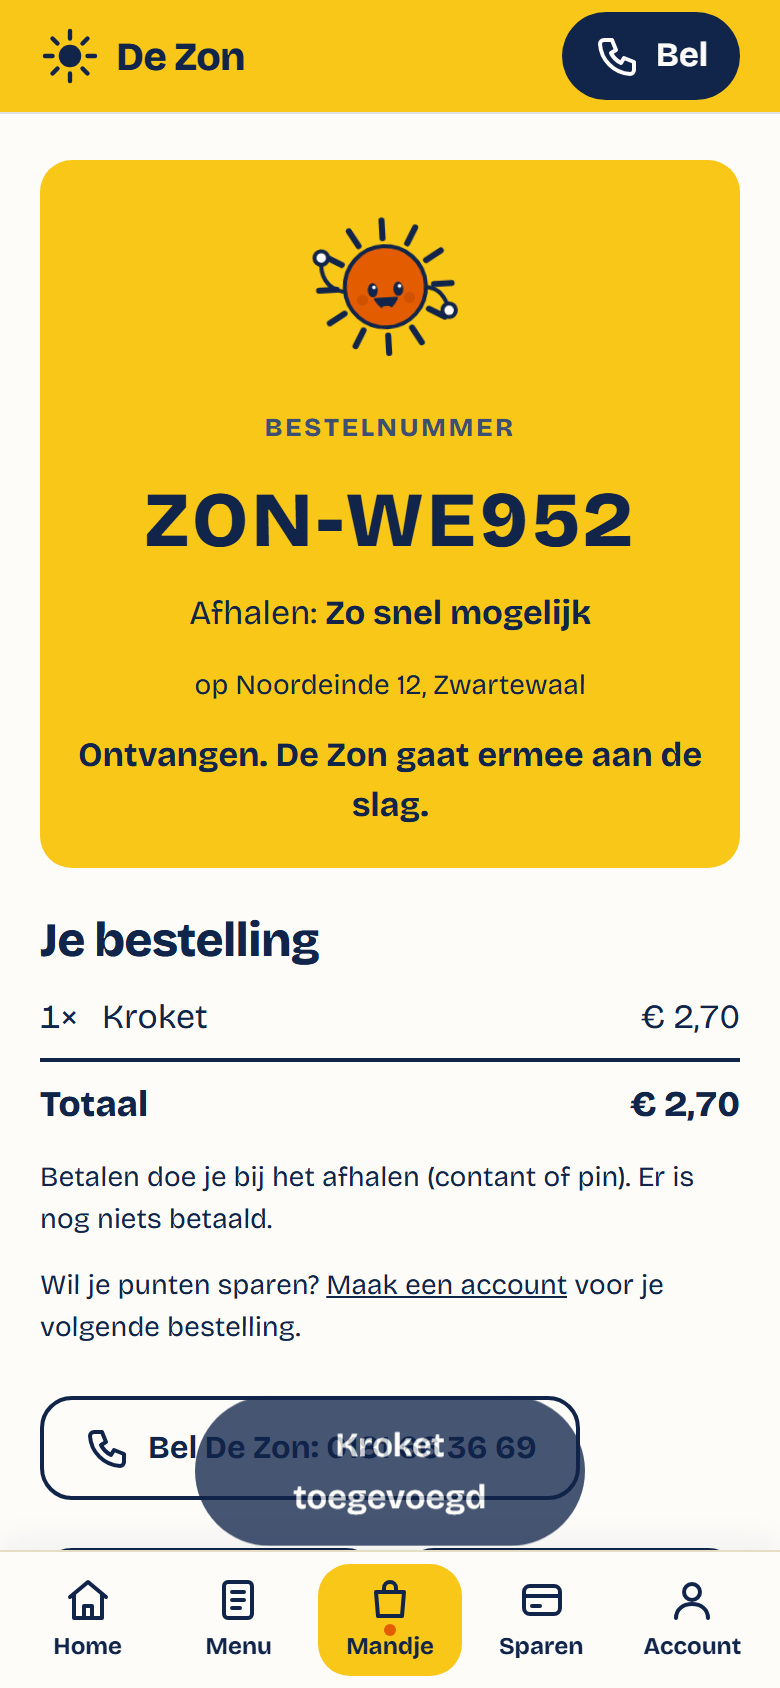 De Zon
Bel
BESTELNUMMER
ZON-WE952
Afhalen: Zo snel mogelijk
op Noordeinde 12, Zwartewaal
Ontvangen. De Zon gaat ermee aan de
slag.
Je bestelling
1× Kroket € 2,70
Totaal € 2,70
Betalen doe je bij het afhalen (contant of pin). Er is
nog niets betaald.
Wil je punten sparen? Maak een account voor je
volgende bestelling.
Bel De Zon: 36 69
Kroket
toegevoegd
Home
Menu
Mandje
Sparen
Account